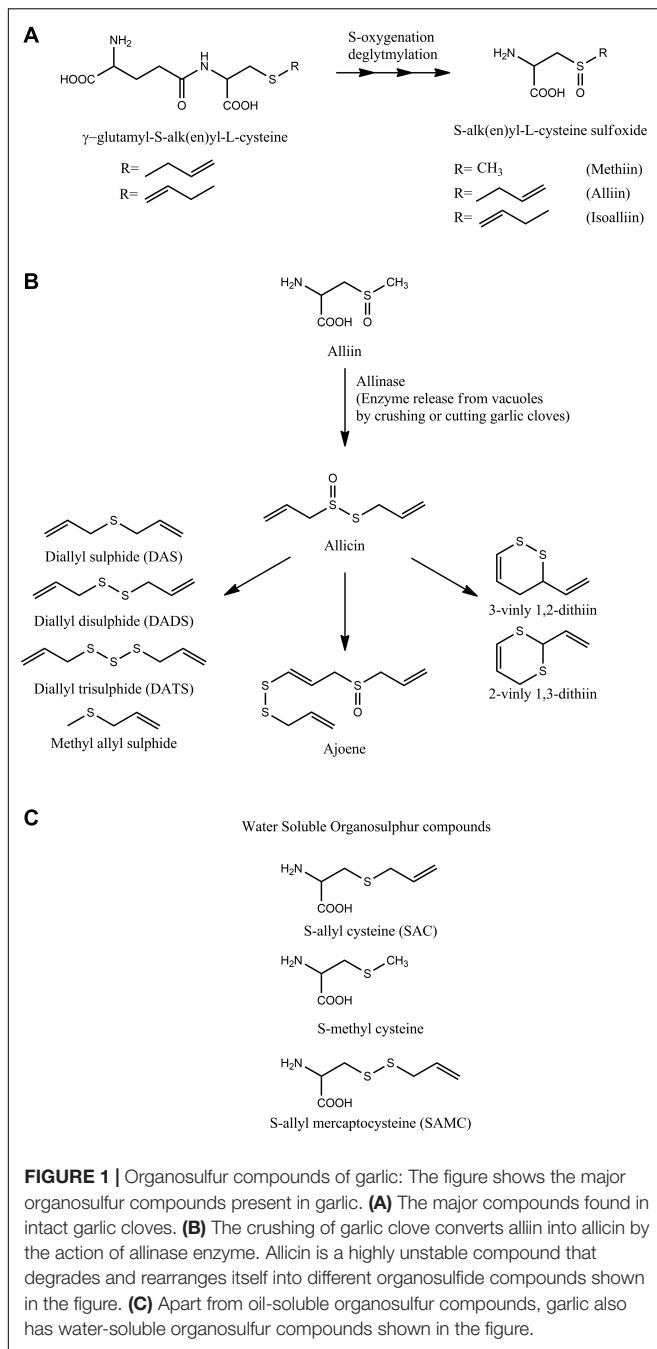 A
NH₂
HOOC
O
H
N
COOH
S
R
γ−glutamyl-S-alk(en)yl-L-cysteine
R=
R=
S-oxygenation
deglytmylation
H₂N
COOH
S
O
R
S-alk(en)yl-L-cysteine sulfoxide
R= CH₃ (Methiin)
R= (Alliin)
R= (Isoalliin)
B
H₂N
COOH
S
O
CH₃
Alliin
Allinase
(Enzyme release from vacuoles
by crushing or cutting garlic cloves)
O
S
S
Allicin
S
Diallyl sulphide (DAS)
S
S
Diallyl disulphide (DADS)
S
S
S
Diallyl trisulphide (DATS)
S
Methyl allyl sulphide
S
S
S
O
Ajoene
S
S
3-vinly 1,2-dithiin
S
S
2-vinly 1,3-dithiin
C
Water Soluble Organosulphur compounds
H₂N
S
COOH
S-allyl cysteine (SAC)
H₂N
S
CH₃
COOH
S-methyl cysteine
H₂N
S
S
COOH
S-allyl mercaptocysteine (SAMC)
FIGURE 1 | Organosulfur compounds of garlic: The figure shows the major
organosulfur compounds present in garlic. (A) The major compounds found in
intact garlic cloves. (B) The crushing of garlic clove converts alliin into allicin by
the action of allinase enzyme. Allicin is a highly unstable compound that
degrades and rearranges itself into different organosulfide compounds shown
in the figure. (C) Apart from oil-soluble organosulfur compounds, garlic also
has water-soluble organosulfur compounds shown in the figure.